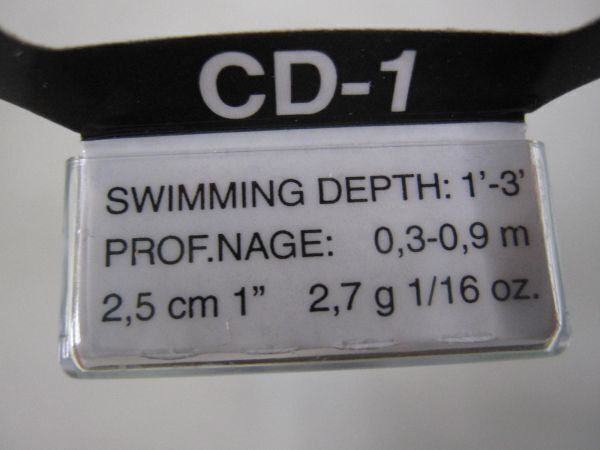 CD-1
SWIMMING DEPTH: 1'-3'
PROF.NAGE: 0,3-0,9 m
2,5 cm 1" 2,7 g 1/16 oz.